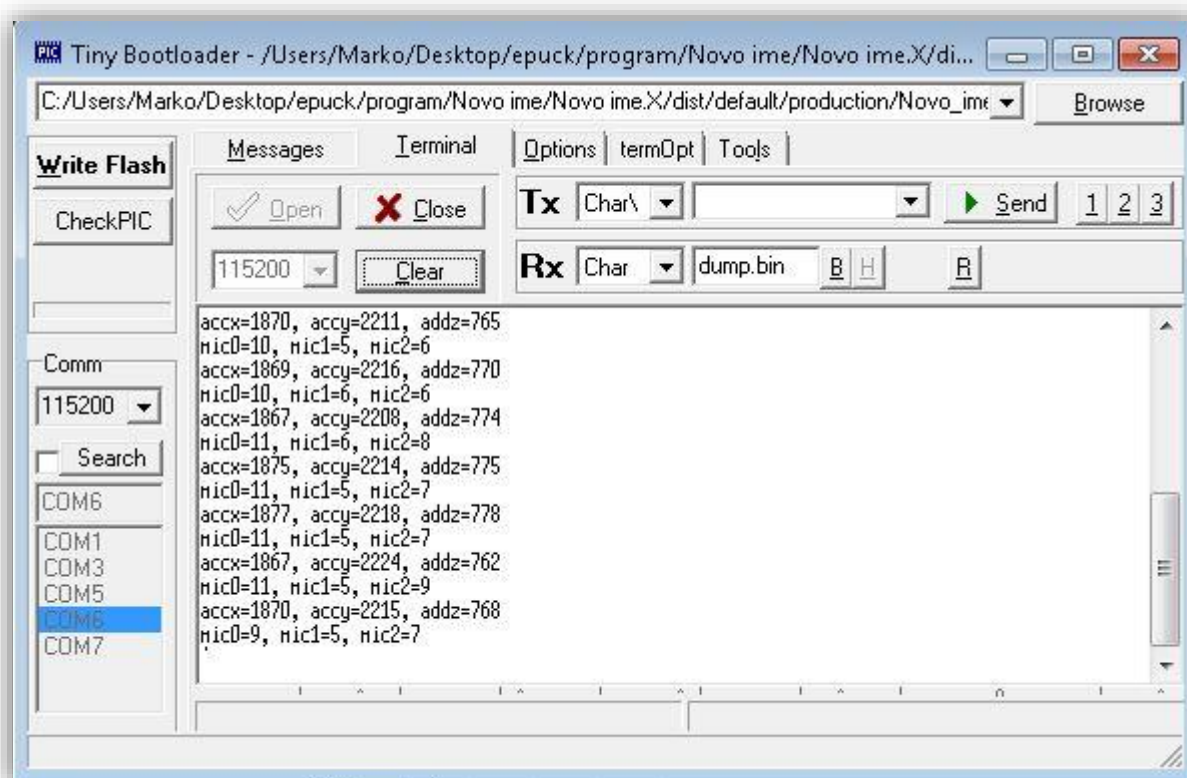 PIC Tiny Bootloader - /Users/Marko/Desktop/epuck/program/Novo ime/Novo ime.X/di...
C:/Users/Marko/Desktop/epuck/program/Novo ime/Novo ime.X/dist/default/production/Novo_ime
Browse
Write Flash
CheckPIC
Messages
Terminal
Options
termOpt
Tools
Open
Close
115200
Clear
Tx
Char\
Send
1 2 3
Rx
Char
dump.bin
B
H
R
Comm
115200
Search
COM6
COM1
COM3
COM5
COM6
COM7
accx=1870, accy=2211, addz=765
mic0=10, mic1=5, mic2=6
accx=1869, accy=2216, addz=770
mic0=10, mic1=6, mic2=6
accx=1867, accy=2208, addz=774
mic0=11, mic1=6, mic2=8
accx=1875, accy=2214, addz=775
mic0=11, mic1=5, mic2=7
accx=1877, accy=2218, addz=778
mic0=11, mic1=5, mic2=7
accx=1867, accy=2224, addz=762
mic0=11, mic1=5, mic2=9
accx=1870, accy=2215, addz=768
mic0=9, mic1=5, mic2=7